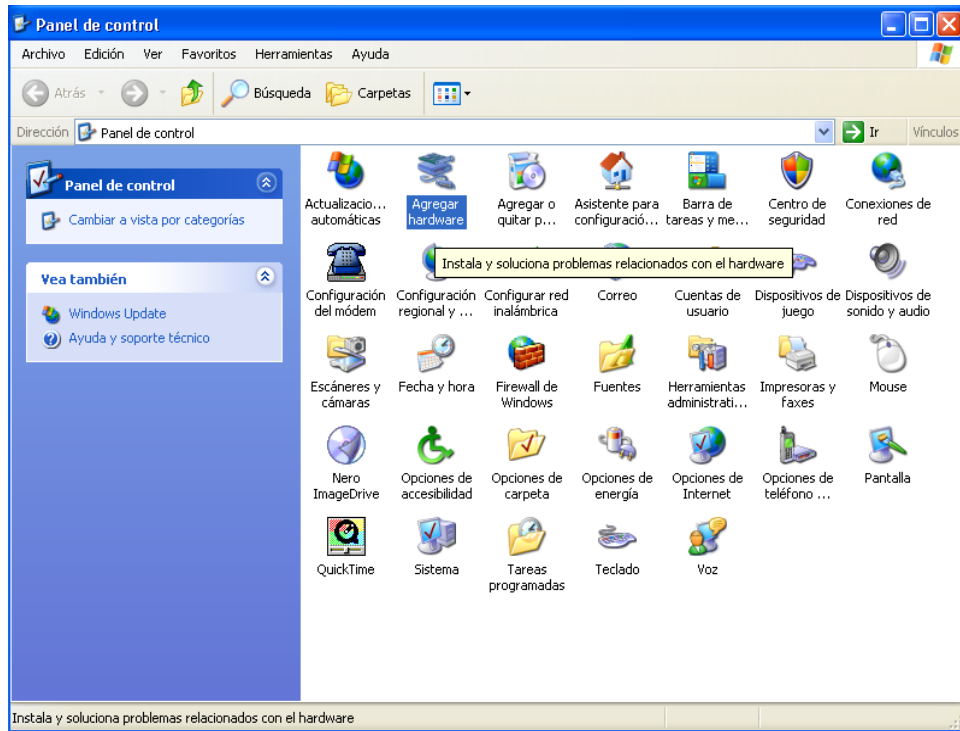 Panel de control
Archivo Edición Ver Favoritos Herramientas Ayuda
Atrás Búsqueda Carpetas
Dirección Panel de control Ir Vínculos
Panel de control
Cambiar a vista por categorías
Vea también
Windows Update
Ayuda y soporte técnico
Actualizacio... Agregar Agregar o Asistente para Barra de Centro de Conexiones de
automáticas hardware quitar p... configuració... tareas y me... seguridad red
Instala y soluciona problemas relacionados con el hardware
Configuración Configuración Configurar red Correo Cuentas de Dispositivos de Dispositivos de
del módem regional y ... inalámbrica usuario juego sonido y audio
Escáneres y Fecha y hora Firewall de Fuentes Herramientas Impresoras y Mouse
cámaras Windows administrati... faxes
Nero Opciones de Opciones de Opciones de Opciones de Opciones de Pantalla
ImageDrive accesibilidad carpeta energía Internet teléfono ...
QuickTime Sistema Tareas Teclado Voz
programadas
Instala y soluciona problemas relacionados con el hardware